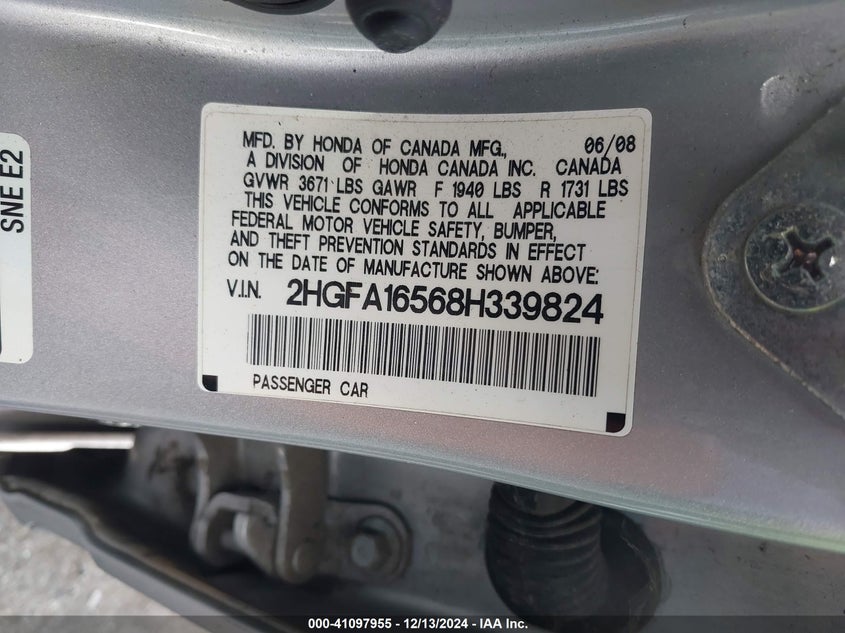 MFD. BY HONDA OF CANADA MFG., 06/08
A DIVISION OF HONDA CANADA INC. CANADA
GVWR 3671 LBS GAWR F 1940 LBS R 1731 LBS
THIS VEHICLE CONFORMS TO ALL APPLICABLE
FEDERAL MOTOR VEHICLE SAFETY, BUMPER,
AND THEFT PREVENTION STANDARDS IN EFFECT
ON THE DATE OF MANUFACTURE SHOWN ABOVE:
V.I.N. 2HGFA16568H339824
PASSENGER CAR
SNE E2
000-41097955 - 12/13/2024 - IAA Inc.